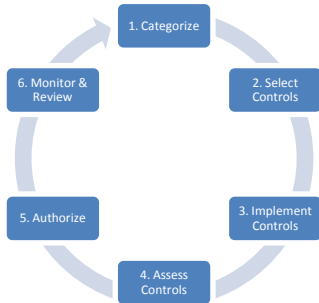 1. Categorize
2. Select
Controls
3. Implement
Controls
4. Assess
Controls
5. Authorize
6. Monitor &
Review